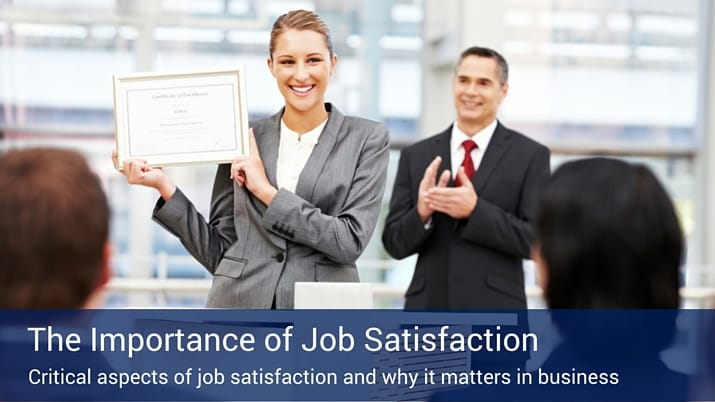 Certificate of Excellence
The Importance of Job Satisfaction
Critical aspects of job satisfaction and why it matters in business